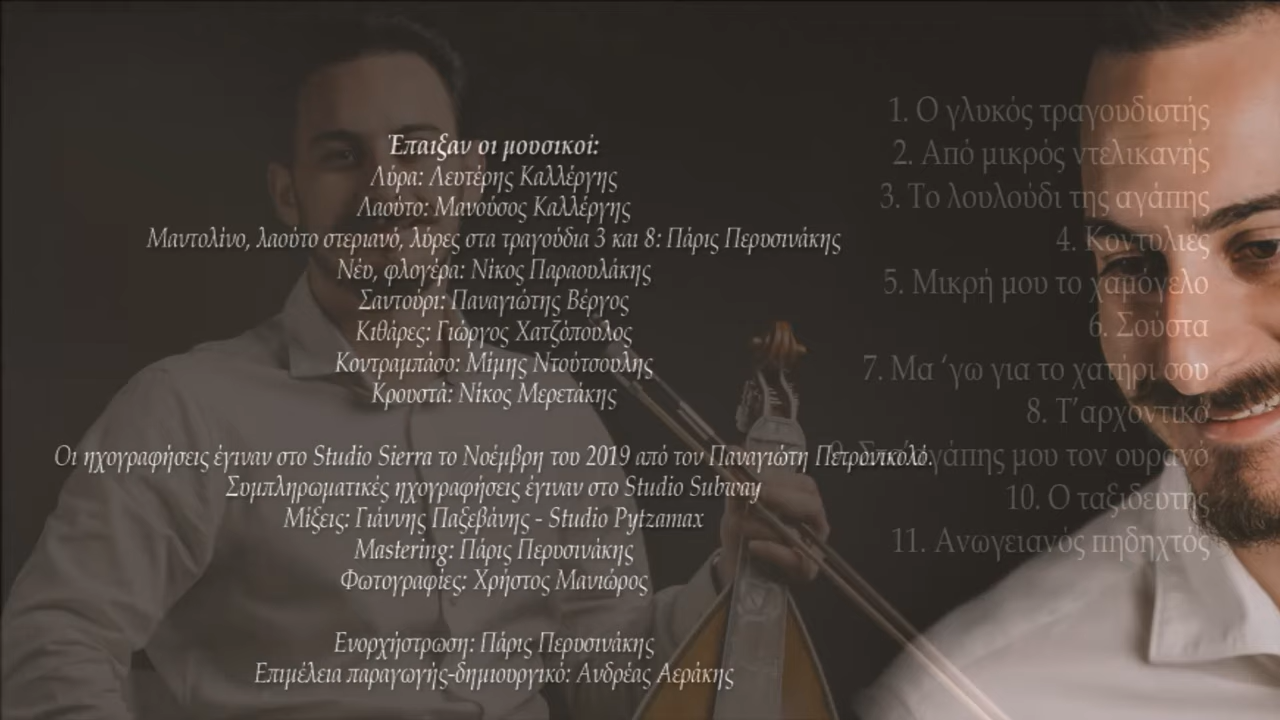 Έπαιξαν οι μουσικοί:
Λύρα: Λευτέρης Καλλέργης
Λαούτο: Μανούσος Καλλέργης
Μαντολίνο, λαούτο στεριανό, λύρες στα τραγούδια 3 και 8: Πάρις Περυσινάκης
Νέυ, φλογέρα: Νίκος Παραουλάκης
Σαντούρι: Παναγιώτης Βέργος
Κιθάρες: Γιώργος Χατζόπουλος
Κοντραμπάσο: Μίμης Ντούτσουλης
Κρουστά: Νίκος Μερετάκης
Οι ηχογραφήσεις έγιναν στο Studio Sierra το Νοέμβρη του 2019 από τον Παναγιώτη Πετρόντικολό.
Συμπληρωματικές ηχογραφήσεις έγιναν στο Studio Subway
Μίξεις: Γιάννης Παξεβάνης - Studio Pytzamax
Mastering: Πάρις Περυσινάκης
Φωτογραφίες: Χρήστος Μανιώρος
Ενορχήστρωση: Πάρις Περυσινάκης
Επιμέλεια παραγωγής-δημιουργικό: Ανδρέας Αεράκης
1. Ο γλυκός τραγουδιστής
2. Από μικρός ντελικανής
3. Το λουλούδι της αγάπης
4. Κοντυλιές
5. Μικρή μου το χαμόγελο
6. Σούστα
7. Μα ‘γω για το χατήρι σου
8. Τ’αρχοντικό
αγάπης μου τον ουρανό
10. Ο ταξιδευτής
11. Ανωγειανός πηδηχτός